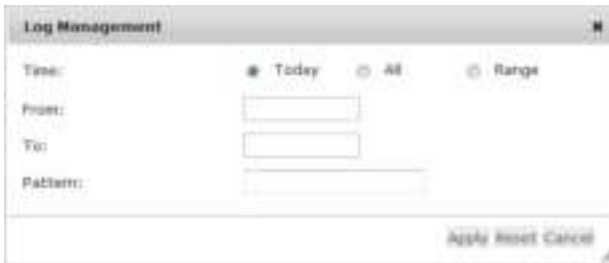 Log Management
Time: Today All Range
From:
To:
Pattern:
Apply Reset Cancel